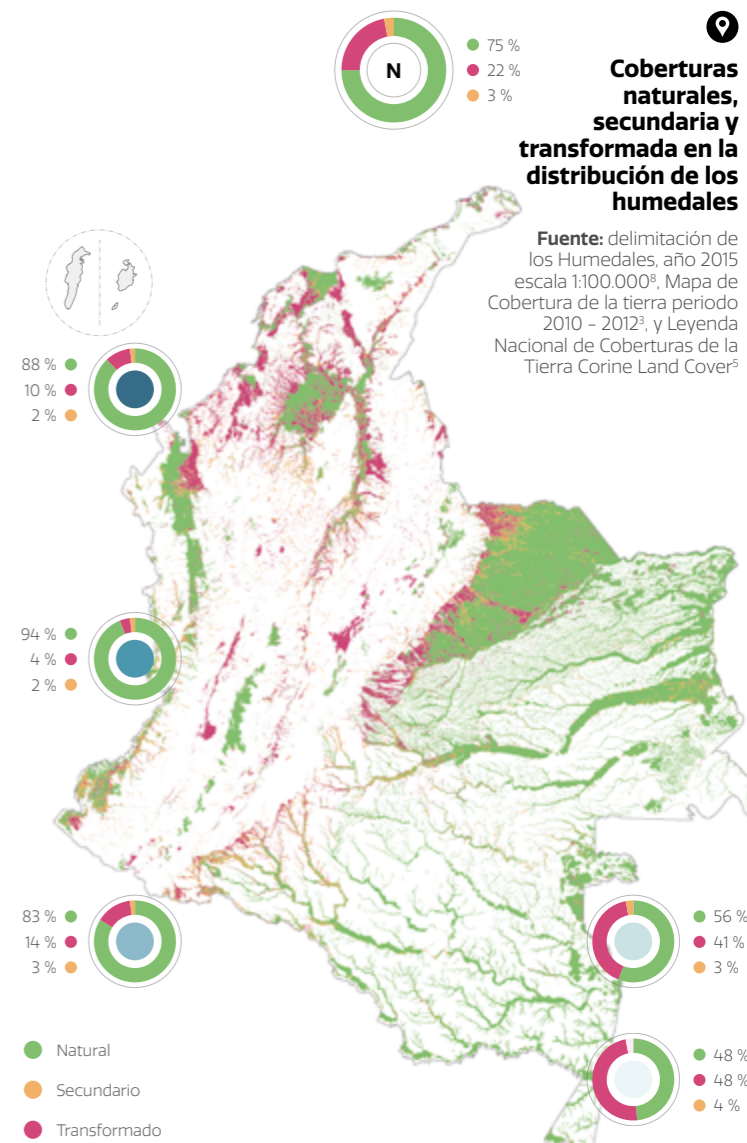 75 %
22 %
3 %
N
Coberturas
naturales,
secundaria y
transformada en la
distribución de los
humedales
Fuente: delimitación de
los Humedales, año 2015
escala 1:100.000⁸, Mapa de
Cobertura de la tierra periodo
2010 - 2012³, y Leyenda
Nacional de Coberturas de la
Tierra Corine Land Cover⁵
88 %
10 %
2 %
94 %
4 %
2 %
83 %
14 %
3 %
56 %
41 %
3 %
48 %
48 %
4 %
Natural
Secundario
Transformado